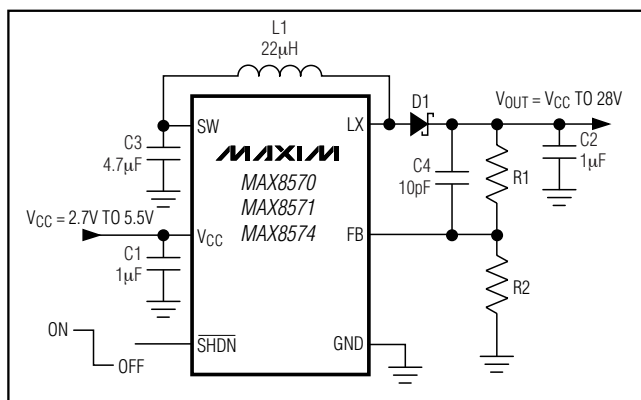 L1
22μH
SW
LX
D1
VOUT = VCC TO 28V
C3
4.7μF
MAXIM
MAX8570
MAX8571
MAX8574
C4
10pF
R1
C2
1μF
VCC = 2.7V TO 5.5V
VCC
FB
C1
1μF
R2
ON
OFF
SHDN
GND